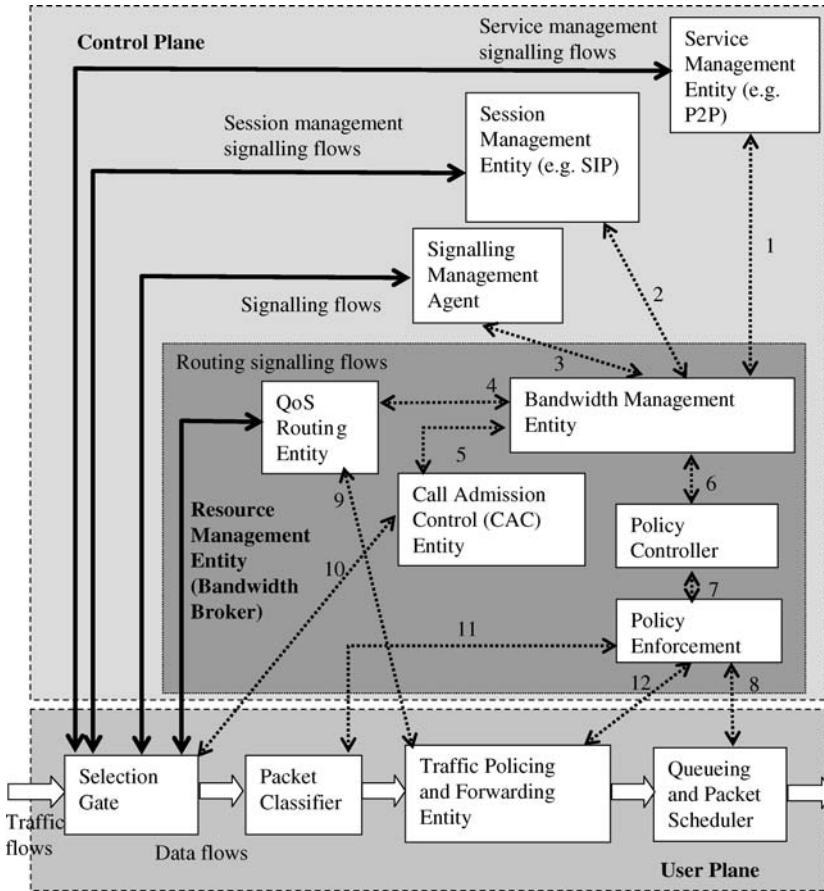 Control Plane
Service management
signalling flows
Service
Management
Entity (e.g.
P2P)
Session management
signalling flows
Session
Management
Entity (e.g. SIP)
1
Signalling
Management
Agent
2
Signalling flows
3
Routing signalling flows
QoS
Routing
Entity
4
Bandwidth Management
Entity
5
6
9
Call Admission
Control (CAC)
Entity
Policy
Controller
Resource
Management
Entity
(Bandwidth
Broker)
10
7
11
Policy
Enforcement
12
8
Selection
Gate
Packet
Classifier
Traffic Policing
and Forwarding
Entity
Queueing
and Packet
Scheduler
Traffic
flows
Data flows
User Plane